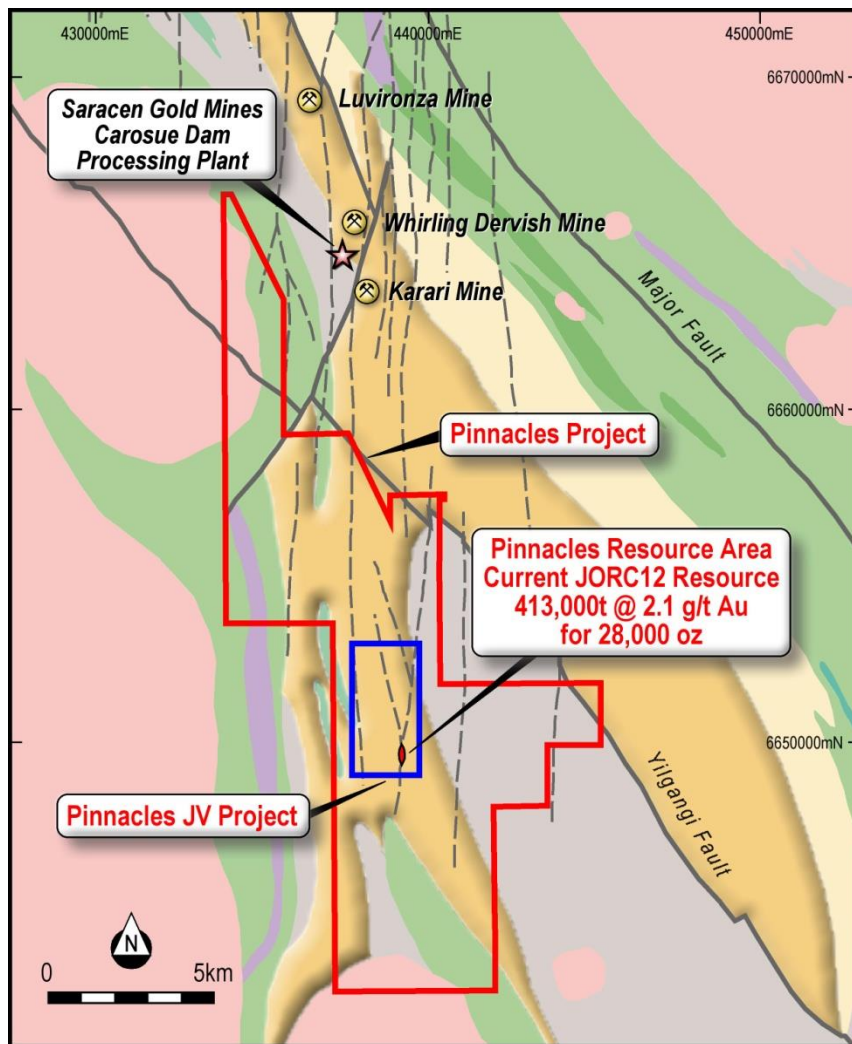 430000mE
440000mE
450000mE
6670000mN
Saracen Gold Mines
Carosue Dam
Processing Plant
Luvironza Mine
Whirling Dervish Mine
Karari Mine
Major Fault
6660000mN
Pinnacles Project
Pinnacles Resource Area
Current JORC12 Resource
413,000t @ 2.1 g/t Au
for 28,000 oz
6650000mN
Pinnacles JV Project
Yilgangi Fault
N
0
5km